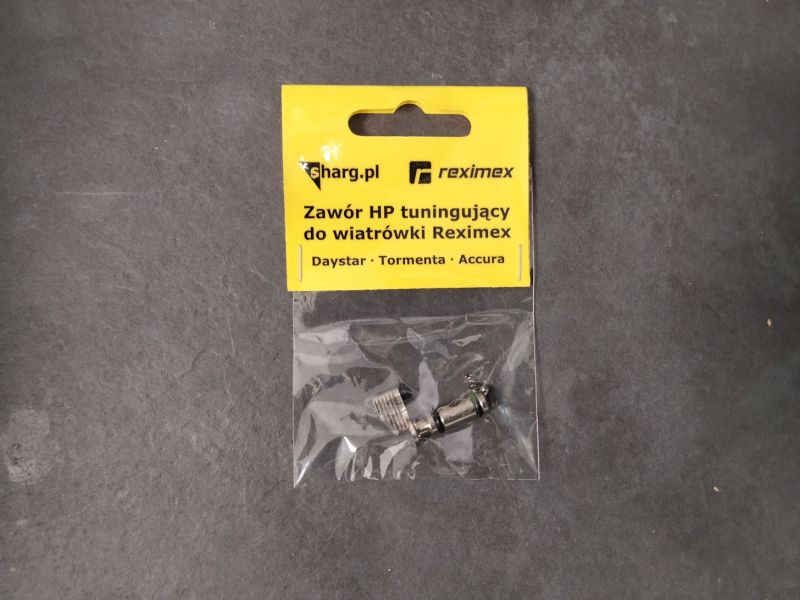 sharg.pl reximex
Zawór HP tuningujący
do wiatrówki Reximex
Daystar · Tormenta · Accura